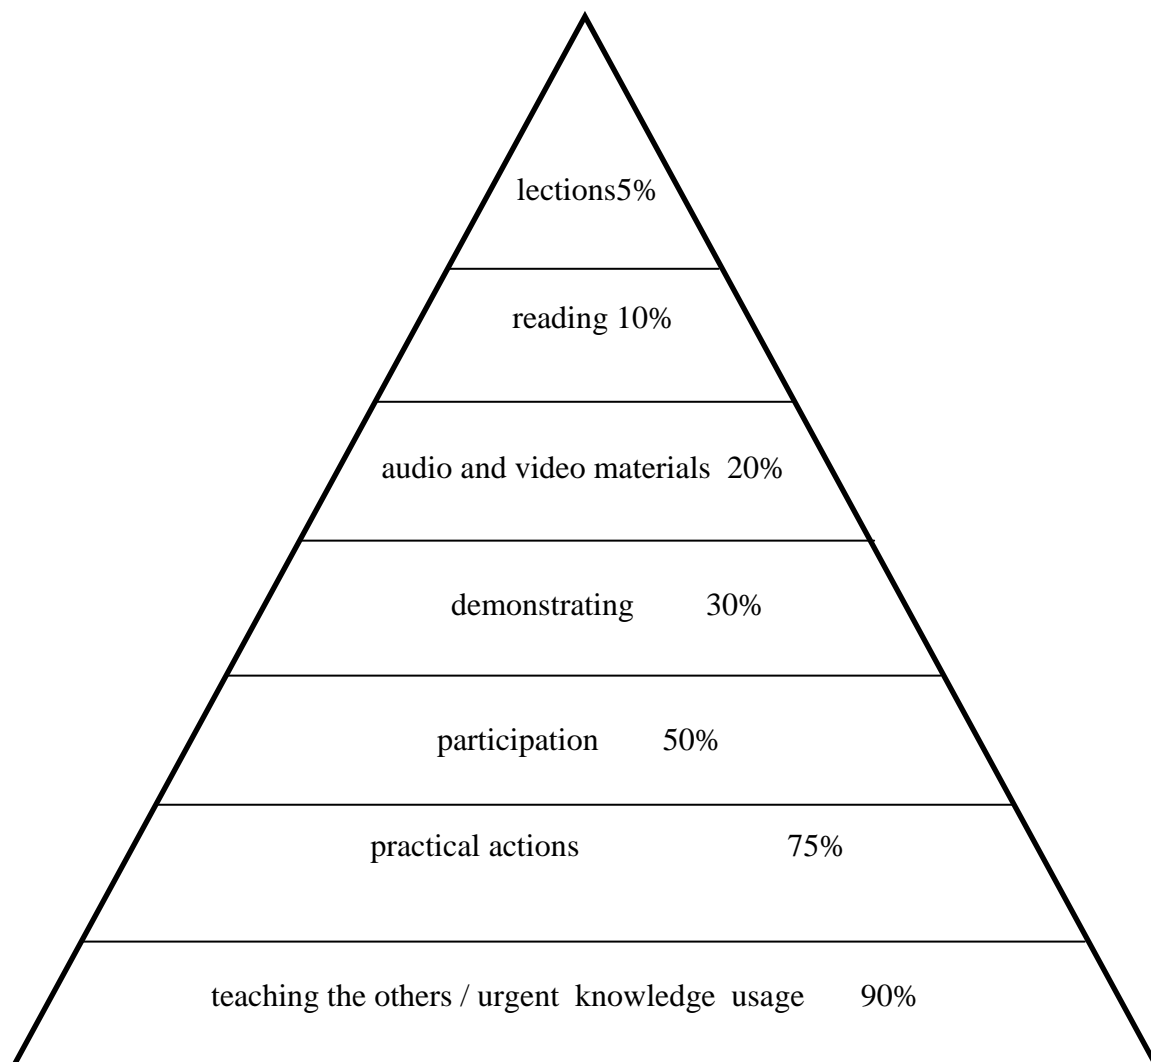 lections5%
reading 10%
audio and video materials 20%
demonstrating 30%
participation 50%
practical actions 75%
teaching the others / urgent knowledge usage 90%